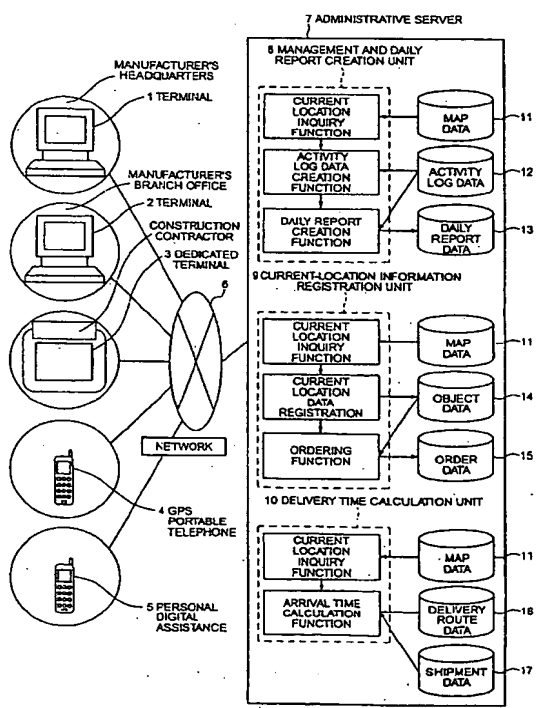 7 ADMINISTRATIVE SERVER
MANUFACTURER'S
HEADQUARTERS
1 TERMINAL
MANUFACTURER'S
BRANCH OFFICE
2 TERMINAL
CONSTRUCTION
CONTRACTOR
3 DEDICATED
TERMINAL
6
NETWORK
4 GPS
PORTABLE
TELEPHONE
5 PERSONAL
DIGITAL
ASSISTANCE
8 MANAGEMENT AND DAILY
REPORT CREATION UNIT
CURRENT
LOCATION
INQUIRY
FUNCTION
MAP
DATA
11
ACTIVITY
LOG DATA
CREATION
FUNCTION
ACTIVITY
LOG DATA
12
DAILY REPORT
CREATION
FUNCTION
DAILY
REPORT
DATA
13
9 CURRENT-LOCATION INFORMATION
REGISTRATION UNIT
CURRENT
LOCATION
INQUIRY
FUNCTION
MAP
DATA
11
CURRENT
LOCATION
DATA
REGISTRATION
OBJECT
DATA
14
ORDERING
FUNCTION
ORDER
DATA
15
10 DELIVERY TIME CALCULATION UNIT
CURRENT
LOCATION
INQUIRY
FUNCTION
MAP
DATA
11
ARRIVAL TIME
CALCULATION
FUNCTION
DELIVERY
ROUTE
DATA
16
SHIPMENT
DATA
17